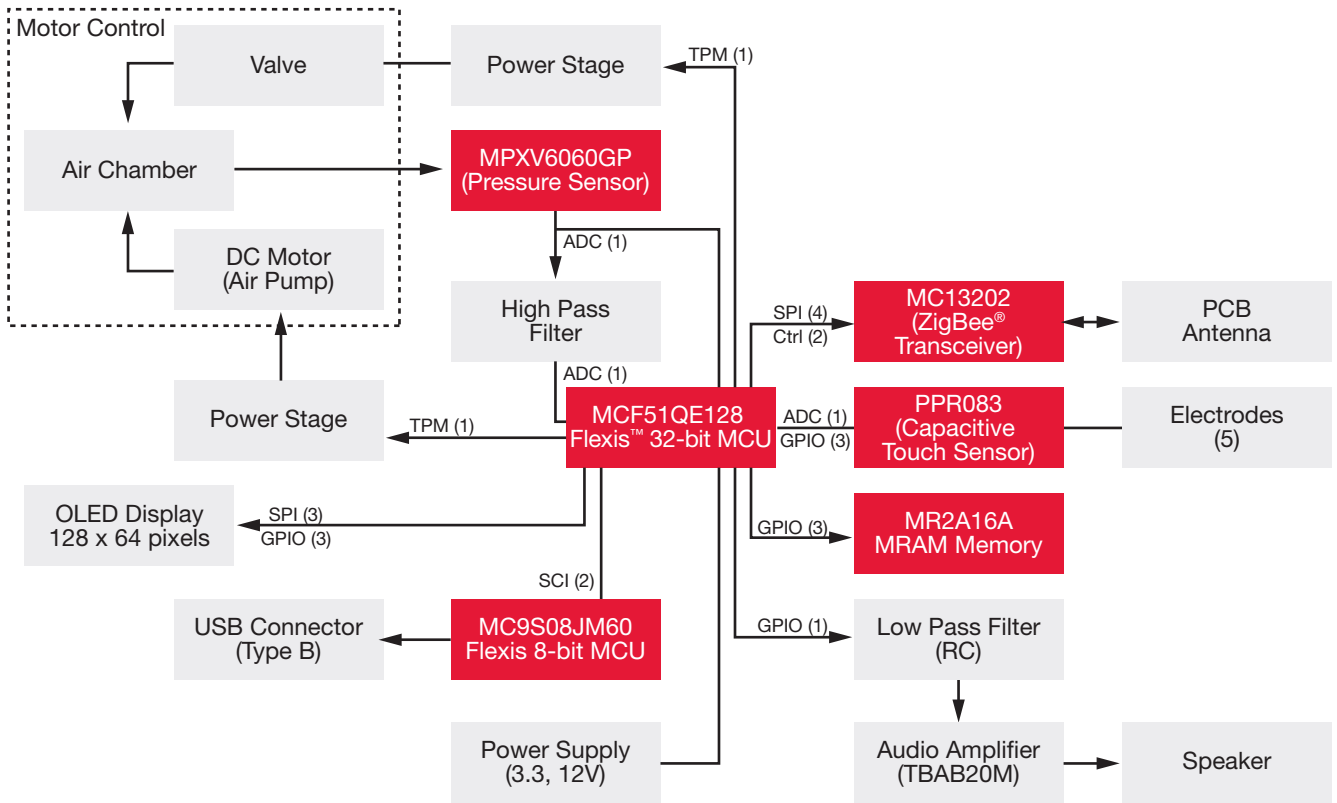 Motor Control
Valve
Power Stage
TPM (1)
Air Chamber
MPXV6060GP
(Pressure Sensor)
ADC (1)
DC Motor
(Air Pump)
High Pass
Filter
SPI (4)
Ctrl (2)
MC13202
(ZigBee®
Transceiver)
PCB
Antenna
ADC (1)
Power Stage
TPM (1)
MCF51QE128
Flexis™ 32-bit MCU
ADC (1)
GPIO (3)
PPR083
(Capacitive
Touch Sensor)
Electrodes
(5)
OLED Display
128 x 64 pixels
SPI (3)
GPIO (3)
GPIO (3)
MR2A16A
MRAM Memory
SCI (2)
USB Connector
(Type B)
MC9S08JM60
Flexis 8-bit MCU
GPIO (1)
Low Pass Filter
(RC)
Power Supply
(3.3, 12V)
Audio Amplifier
(TBAB20M)
Speaker